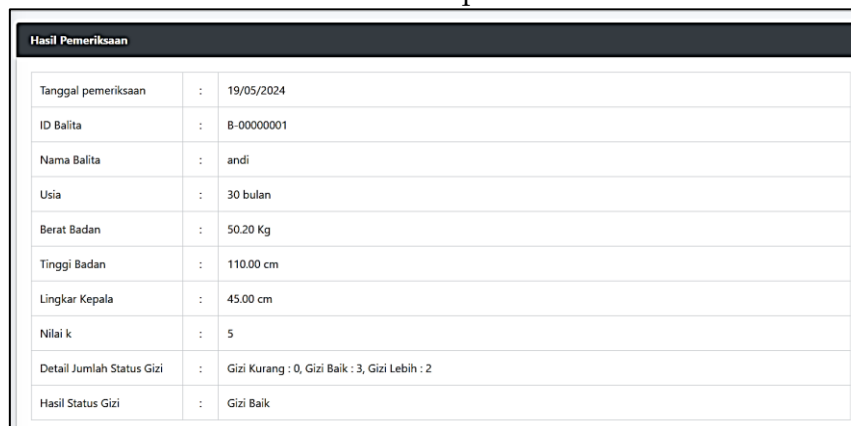 Hasil Pemeriksaan
Tanggal pemeriksaan : 19/05/2024
ID Balita : B-00000001
Nama Balita : andi
Usia : 30 bulan
Berat Badan : 50.20 Kg
Tinggi Badan : 110.00 cm
Lingkar Kepala : 45.00 cm
Nilai k : 5
Detail Jumlah Status Gizi : Gizi Kurang : 0, Gizi Baik : 3, Gizi Lebih : 2
Hasil Status Gizi : Gizi Baik